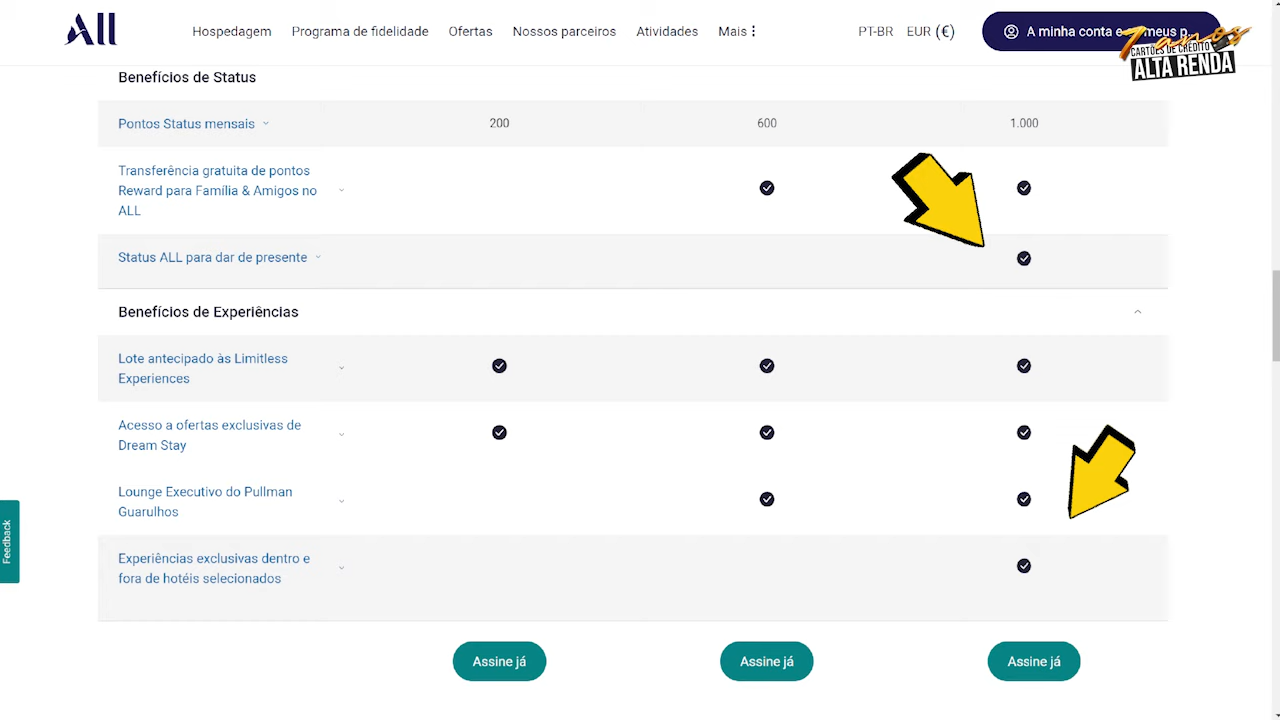 All
Hospedagem
Programa de fidelidade
Ofertas
Nossos parceiros
Atividades
Mais
PT-BR
EUR (€)
A minha conta e
meus p
7 anos
CARTÕES DE CRÉDITO
ALTA RENDA
Benefícios de Status
Pontos Status mensais
200
600
1.000
Transferência gratuita de pontos
Reward para Família & Amigos no
ALL
Status ALL para dar de presente
Benefícios de Experiências
Lote antecipado às Limitless
Experiences
Acesso a ofertas exclusivas de
Dream Stay
Lounge Executivo do Pullman
Guarulhos
Experiências exclusivas dentro e
fora de hotéis selecionados
Feedback
Assine já
Assine já
Assine já